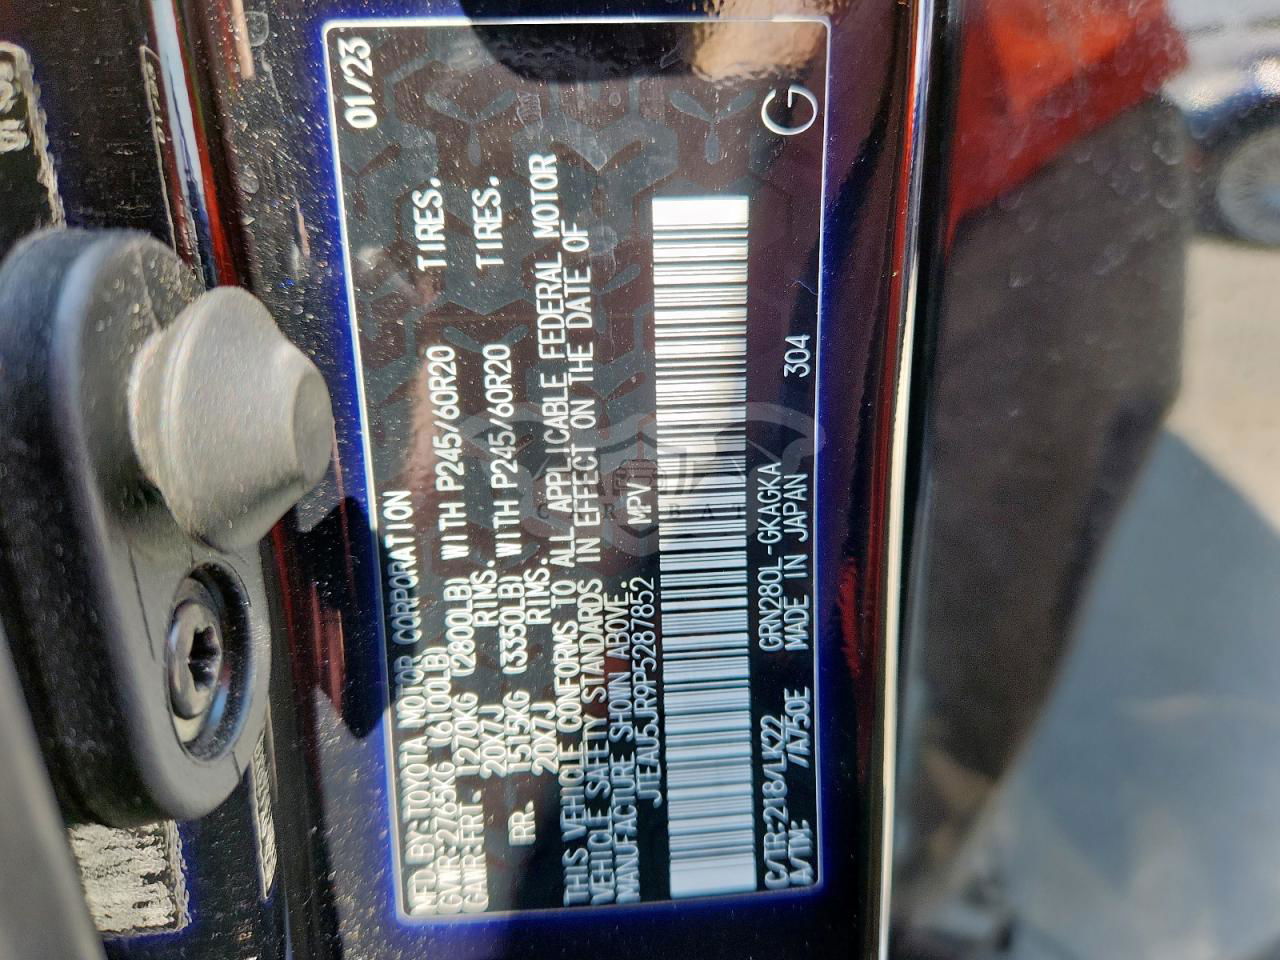 MFD.BY:TOYOTA MOTOR CORPORATION 01/23
GVWR:2765KG (6100LB)
GAWR:FRT. 1270KG (2800LB) WITH P245/60R20 TIRES.
20X7J RIMS.
RR. 1515KG (3350LB) WITH P245/60R20 TIRES.
20X7J RIMS.
THIS VEHICLE CONFORMS TO ALL APPLICABLE FEDERAL MOTOR
VEHICLE SAFETY STANDARDS IN EFFECT ON THE DATE OF
MANUFACTURE SHOWN ABOVE.
JTEAU5JR9P5287852 MPV
C/TR:218/LK22 GRN280L-GKAGKA 304 G
A/TM: /A750E MADE IN JAPAN